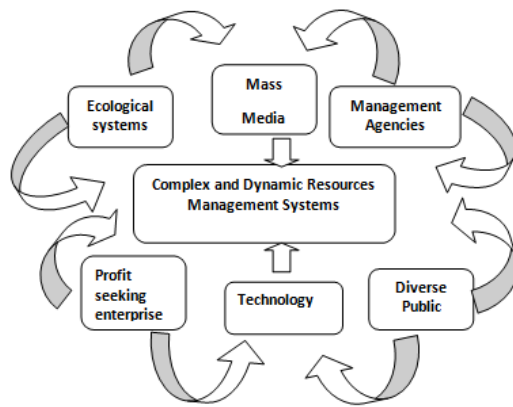 Mass
Media
Ecological
systems
Management
Agencies
Complex and Dynamic Resources
Management Systems
Profit
seeking
enterprise
Technology
Diverse
Public